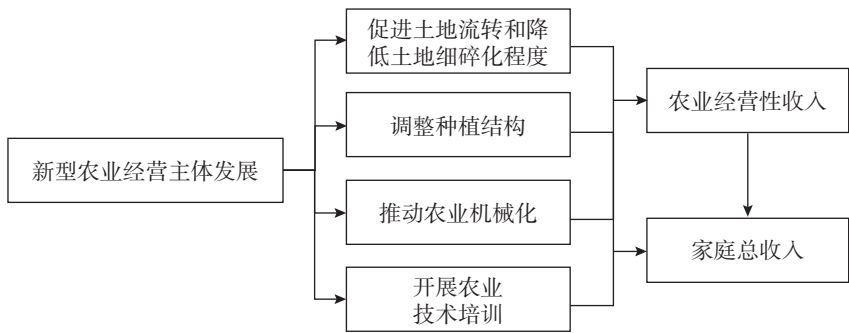 新型农业经营主体发展
促进土地流转和降
低土地细碎化程度
调整种植结构
推动农业机械化
开展农业
技术培训
农业经营性收入
家庭总收入